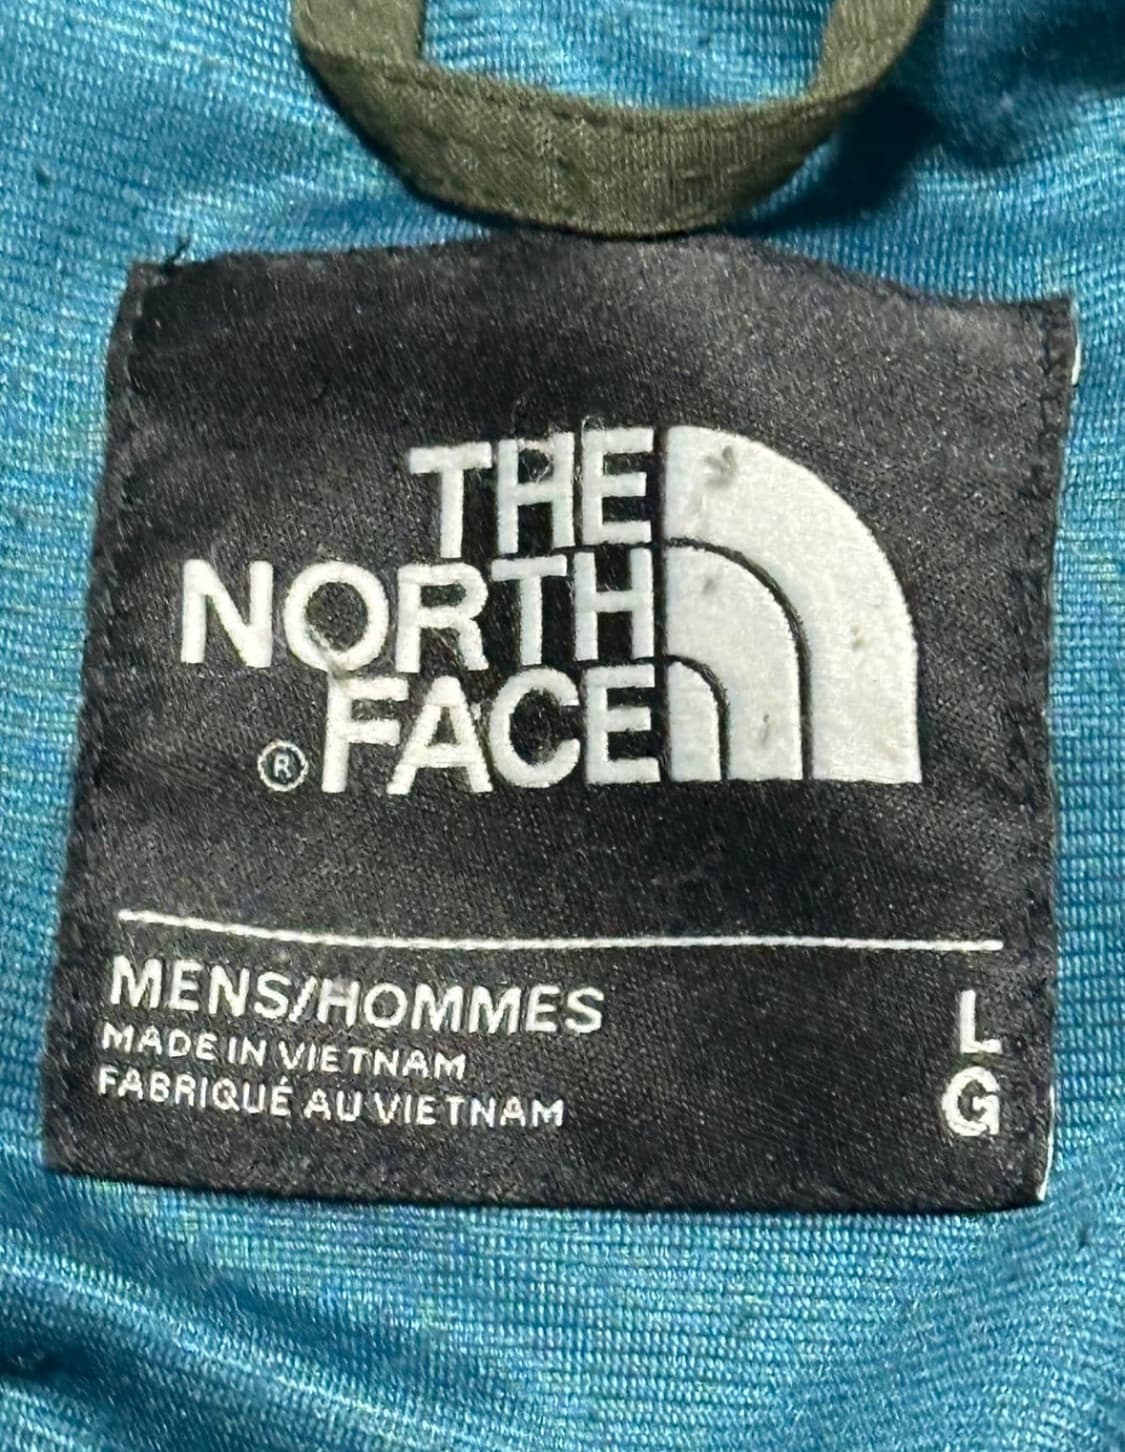 THE
NORTH
® FACE
MENS/HOMMES L
MADE IN VIETNAM
FABRIQUÉ AU VIETNAM G